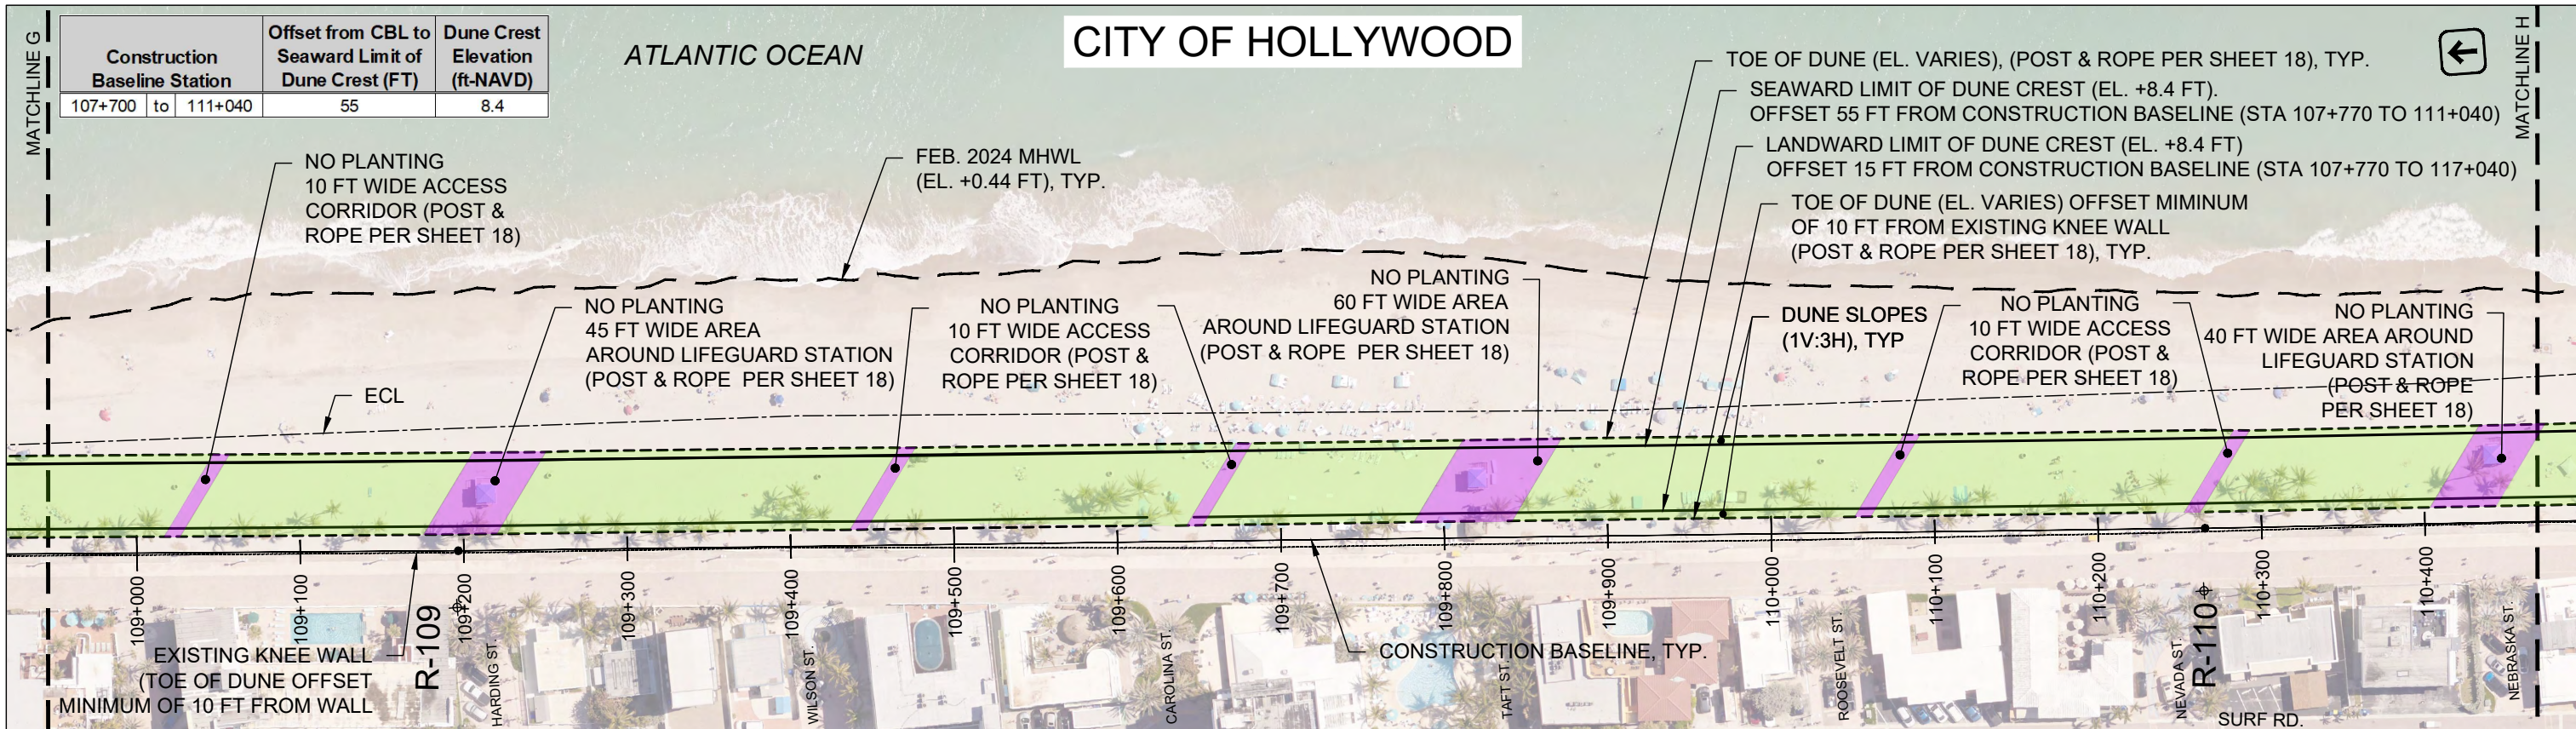 MATCHLINE G
Construction Baseline Station
Offset from CBL to Seaward Limit of Dune Crest (FT)
Dune Crest Elevation (ft-NAVD)
107+700 to 111+040 55 8.4
ATLANTIC OCEAN
CITY OF HOLLYWOOD
MATCHLINE H
TOE OF DUNE (EL. VARIES), (POST & ROPE PER SHEET 18), TYP.
SEAWARD LIMIT OF DUNE CREST (EL. +8.4 FT).
OFFSET 55 FT FROM CONSTRUCTION BASELINE (STA 107+770 TO 111+040)
LANDWARD LIMIT OF DUNE CREST (EL. +8.4 FT)
OFFSET 15 FT FROM CONSTRUCTION BASELINE (STA 107+770 TO 117+040)
TOE OF DUNE (EL. VARIES) OFFSET MIMINUM
OF 10 FT FROM EXISTING KNEE WALL
(POST & ROPE PER SHEET 18), TYP.
NO PLANTING
10 FT WIDE ACCESS
CORRIDOR (POST &
ROPE PER SHEET 18)
FEB. 2024 MHWL
(EL. +0.44 FT), TYP.
NO PLANTING
45 FT WIDE AREA
AROUND LIFEGUARD STATION
(POST & ROPE PER SHEET 18)
NO PLANTING
10 FT WIDE ACCESS
CORRIDOR (POST &
ROPE PER SHEET 18)
NO PLANTING
60 FT WIDE AREA
AROUND LIFEGUARD STATION
(POST & ROPE PER SHEET 18)
DUNE SLOPES
(1V:3H), TYP
NO PLANTING
10 FT WIDE ACCESS
CORRIDOR (POST &
ROPE PER SHEET 18)
NO PLANTING
40 FT WIDE AREA AROUND
LIFEGUARD STATION
(POST & ROPE
PER SHEET 18)
ECL
109+000
109+100
109+200
109+300
109+400
109+500
109+600
109+700
109+800
109+900
110+000
110+100
110+200
110+300
110+400
EXISTING KNEE WALL
(TOE OF DUNE OFFSET
MINIMUM OF 10 FT FROM WALL
R-109
HARDING ST.
WILSON ST.
CAROLINA ST.
CONSTRUCTION BASELINE, TYP.
TAFT ST.
ROOSEVELT ST.
NEVADA ST.
R-110
NEBRASKA ST.
SURF RD.